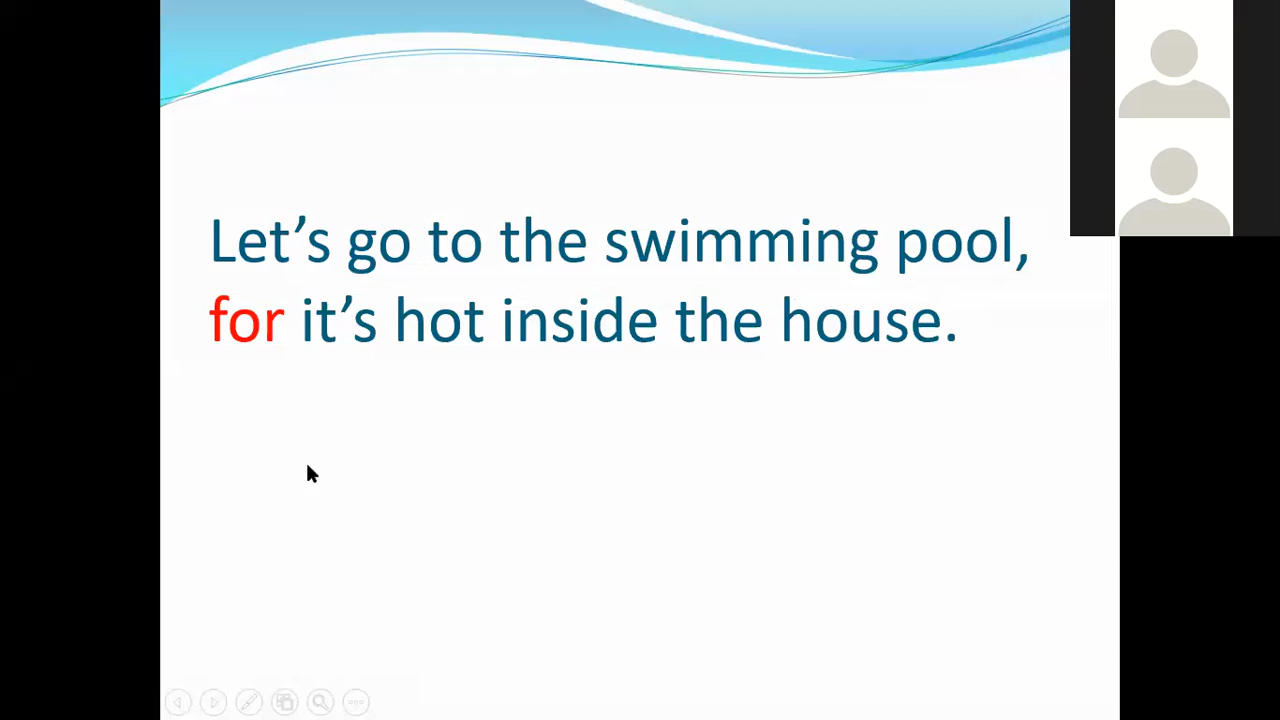 Let’s go to the swimming pool,
for it’s hot inside the house.